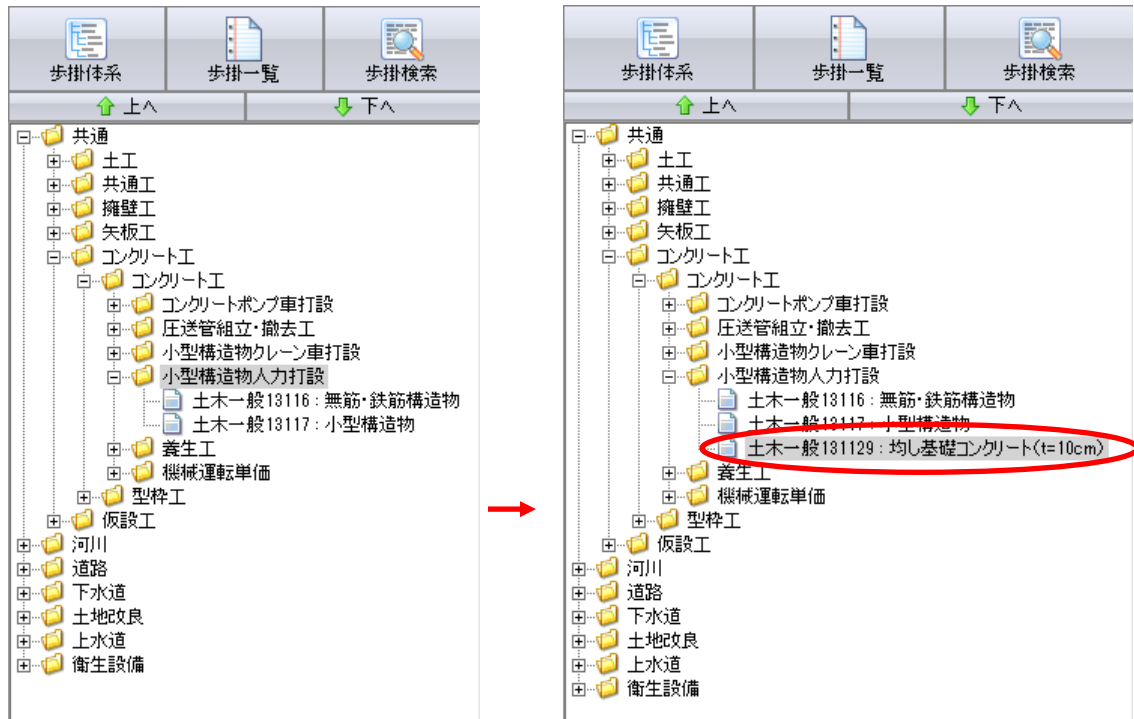 歩掛体系 歩掛一覧 歩掛検索
上へ 下へ
共通
土工
共通工
擁壁工
矢板工
コンクリート工
コンクリート工
コンクリートポンプ車打設
圧送管組立・撤去工
小型構造物クレーン車打設
小型構造物人力打設
土木一般13116:無筋・鉄筋構造物
土木一般13117:小型構造物
養生工
機械運転単価
型枠工
仮設工
河川
道路
下水道
土地改良
上水道
衛生設備
歩掛体系 歩掛一覧 歩掛検索
上へ 下へ
共通
土工
共通工
擁壁工
矢板工
コンクリート工
コンクリート工
コンクリートポンプ車打設
圧送管組立・撤去工
小型構造物クレーン車打設
小型構造物人力打設
土木一般13116:無筋・鉄筋構造物
土木一般13117:小型構造物
土木一般131129:均し基礎コンクリート(t=10cm)
養生工
機械運転単価
型枠工
仮設工
河川
道路
下水道
土地改良
上水道
衛生設備